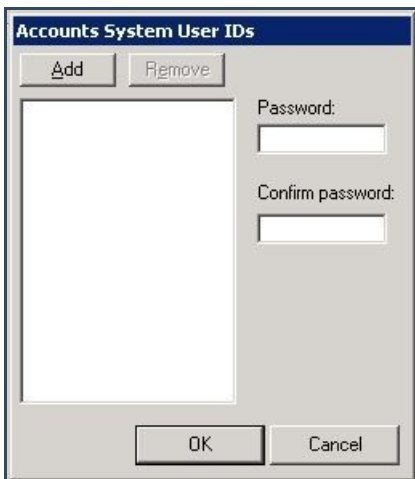 Accounts System User IDs
Add Remove
Password:
Confirm password:
OK Cancel